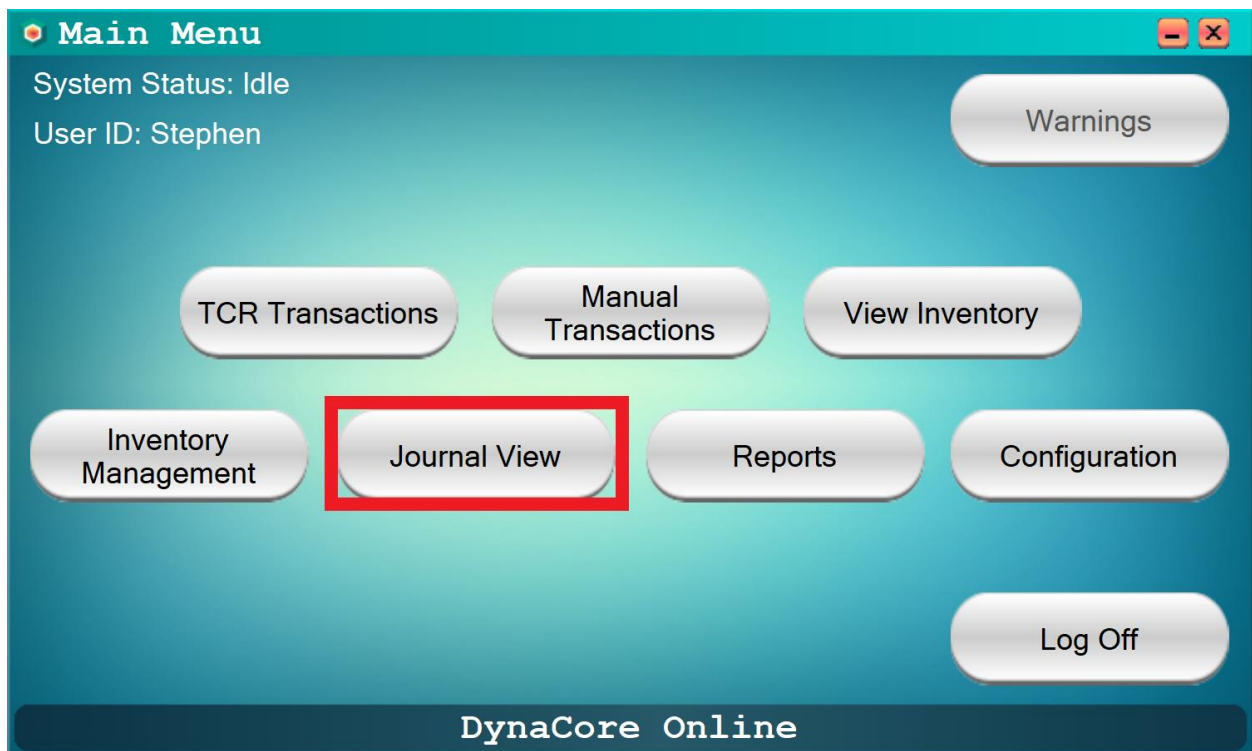 Main Menu
System Status: Idle
User ID: Stephen
Warnings
TCR Transactions
Manual
Transactions
View Inventory
Inventory
Management
Journal View
Reports
Configuration
Log Off
DynaCore Online